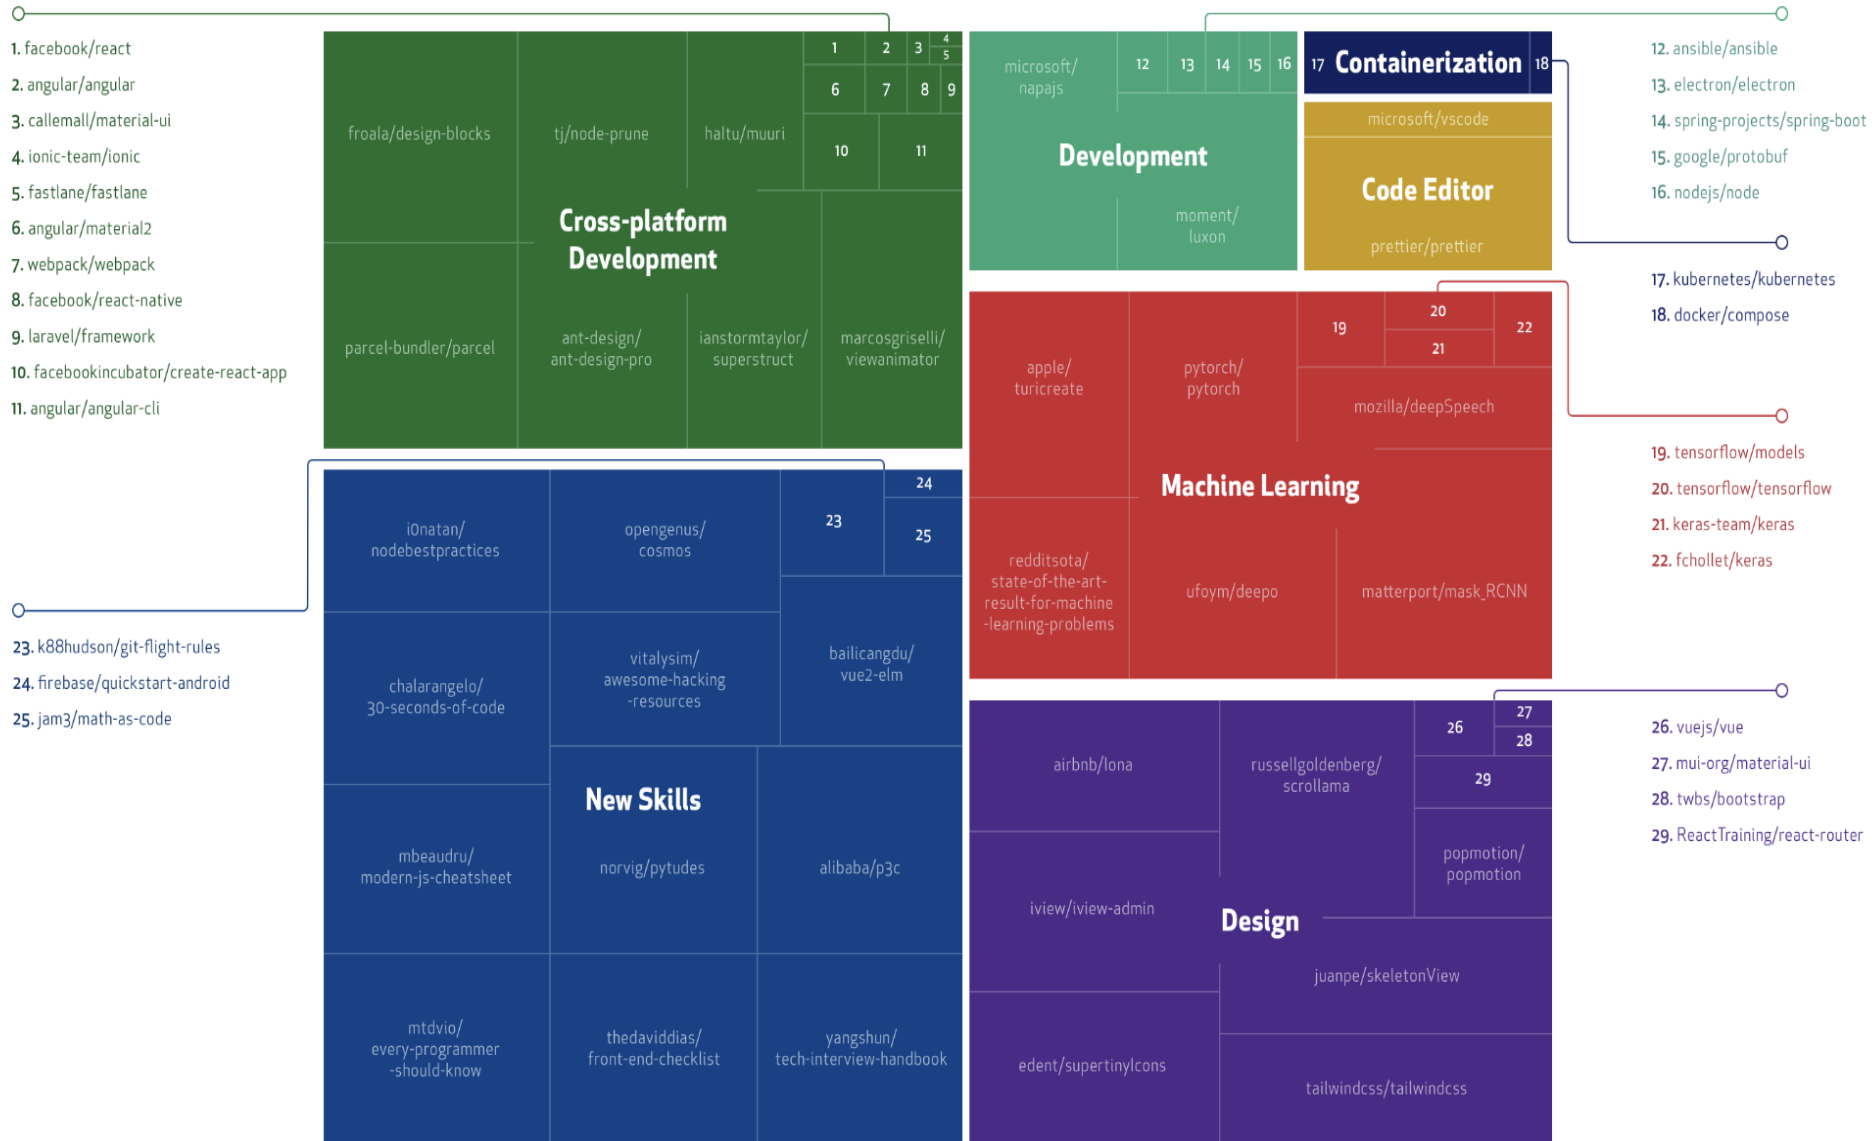 1. facebook/react
2. angular/angular
3. callemall/material-ui
4. ionic-team/ionic
5. fastlane/fastlane
6. angular/material2
7. webpack/webpack
8. facebook/react-native
9. laravel/framework
10. facebookincubator/create-react-app
11. angular/angular-cli
froala/design-blocks
tj/node-prune
haltu/muuri
1
2
3
4
5
6
7
8
9
10
11
Cross-platform
Development
parcel-bundler/parcel
ant-design/
ant-design-pro
ianstormtaylor/
superstruct
marcosgriselli/
viewanimator
microsoft/
napajs
12
13
14
15
16
Development
moment/
luxon
17
Containerization
18
microsoft/vscode
Code Editor
prettier/prettier
12. ansible/ansible
13. electron/electron
14. spring-projects/spring-boot
15. google/protobuf
16. nodejs/node
17. kubernetes/kubernetes
18. docker/compose
apple/
turicreate
pytorch/
pytorch
19
20
21
22
mozilla/deepSpeech
Machine Learning
redditsota/
state-of-the-art-
result-for-machine
-learning-problems
ufoym/deepo
matterport/mask_RCNN
19. tensorflow/models
20. tensorflow/tensorflow
21. keras-team/keras
22. fchollet/keras
23. k88hudson/git-flight-rules
24. firebase/quickstart-android
25. jam3/math-as-code
i0natan/
nodebestpractices
opengenus/
cosmos
23
24
25
chalarangelo/
30-seconds-of-code
vitalysim/
awesome-hacking
-resources
bailicangdu/
vue2-elm
New Skills
mbeaudru/
modern-js-cheatsheet
norvig/pytudes
alibaba/p3c
mtdvio/
every-programmer
-should-know
thedaviddias/
front-end-checklist
yangshun/
tech-interview-handbook
airbnb/lona
russellgoldenberg/
scrollama
26
27
28
29
popmotion/
popmotion
iview/iview-admin
Design
juanpe/skeletonView
edent/supertinyIcons
tailwindcss/tailwindcss
26. vuejs/vue
27. mui-org/material-ui
28. twbs/bootstrap
29. ReactTraining/react-router